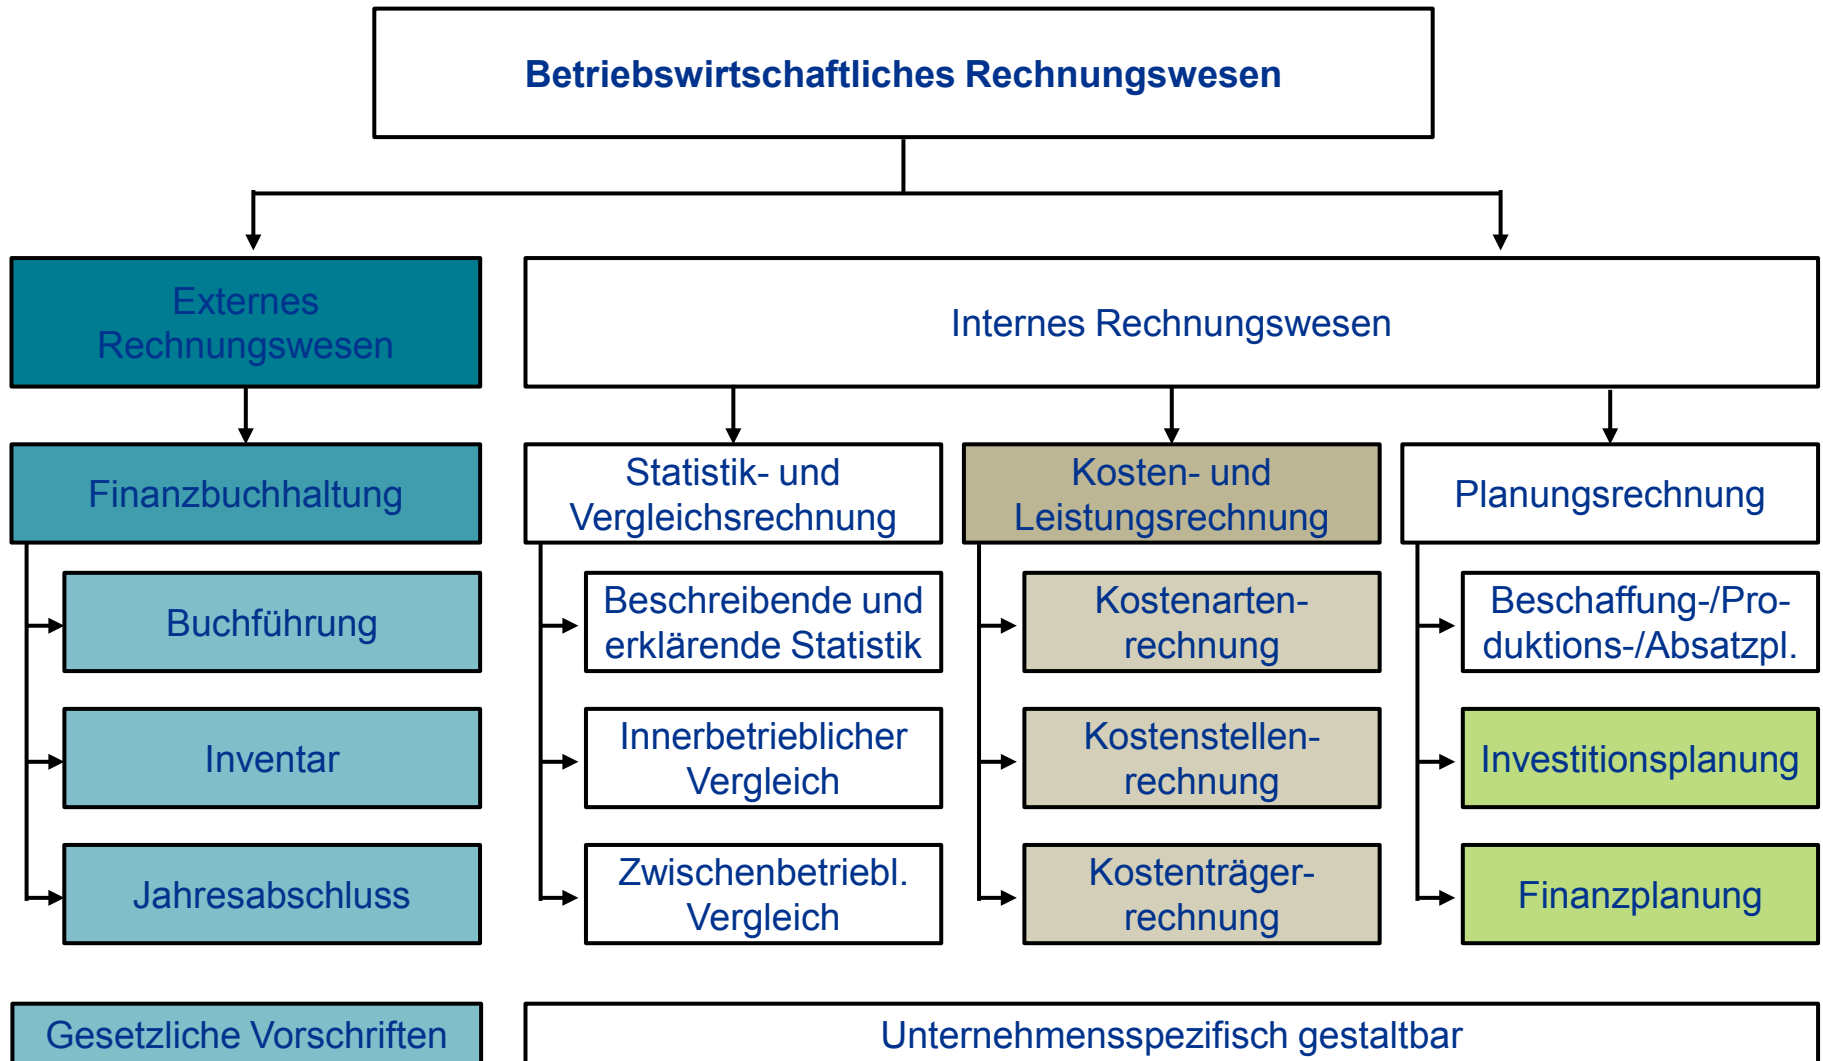 Betriebswirtschaftliches Rechnungswesen
Externes
Rechnungswesen
Internes Rechnungswesen
Finanzbuchhaltung
Statistik- und
Vergleichsrechnung
Kosten- und
Leistungsrechnung
Planungsrechnung
Buchführung
Beschreibende und
erklärende Statistik
Kostenarten-
rechnung
Beschaffung-/Pro-
duktions-/Absatzpl.
Inventar
Innerbetrieblicher
Vergleich
Kostenstellen-
rechnung
Investitionsplanung
Jahresabschluss
Zwischenbetriebl.
Vergleich
Kostenträger-
rechnung
Finanzplanung
Gesetzliche Vorschriften
Unternehmensspezifisch gestaltbar